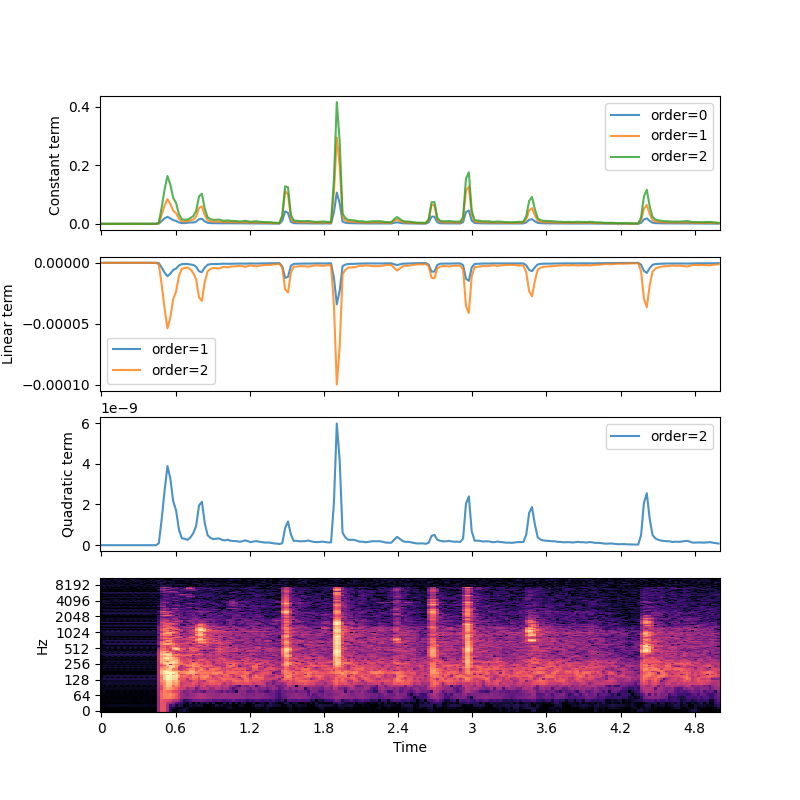 0.4
0.2
0.0
Constant term
order=0
order=1
order=2
0.00000
−0.00005
−0.00010
Linear term
order=1
order=2
1e−9
6
4
2
0
Quadratic term
order=2
8192
4096
2048
1024
512
256
128
64
0
Hz
0 0.6 1.2 1.8 2.4 3 3.6 4.2 4.8
Time